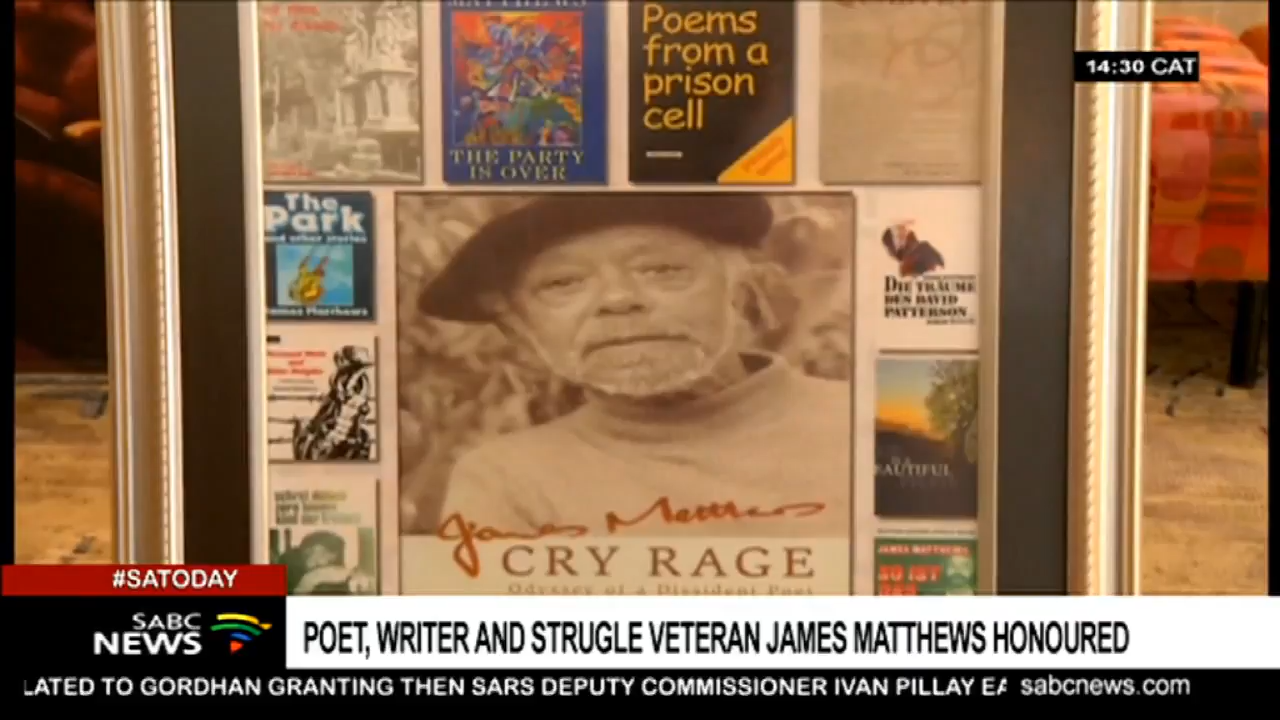 MATTHEWS
THE PARTY
IS OVER
Poems
from a
prison
cell
14:30 CAT
The
Park
and other stories
James Matthews
DIE TRÄUME
DES DAVID
PATTERSON
BEAUTIFUL
James Matthews
CRY RAGE
Odyssey of a Dissident Poet
JAMES MATTHEWS
SO IST
#SATODAY
SABC
NEWS
POET, WRITER AND STRUGLE VETERAN JAMES MATTHEWS HONOURED
LATED TO GORDHAN GRANTING THEN SARS DEPUTY COMMISSIONER IVAN PILLAY EA
sabcnews.com